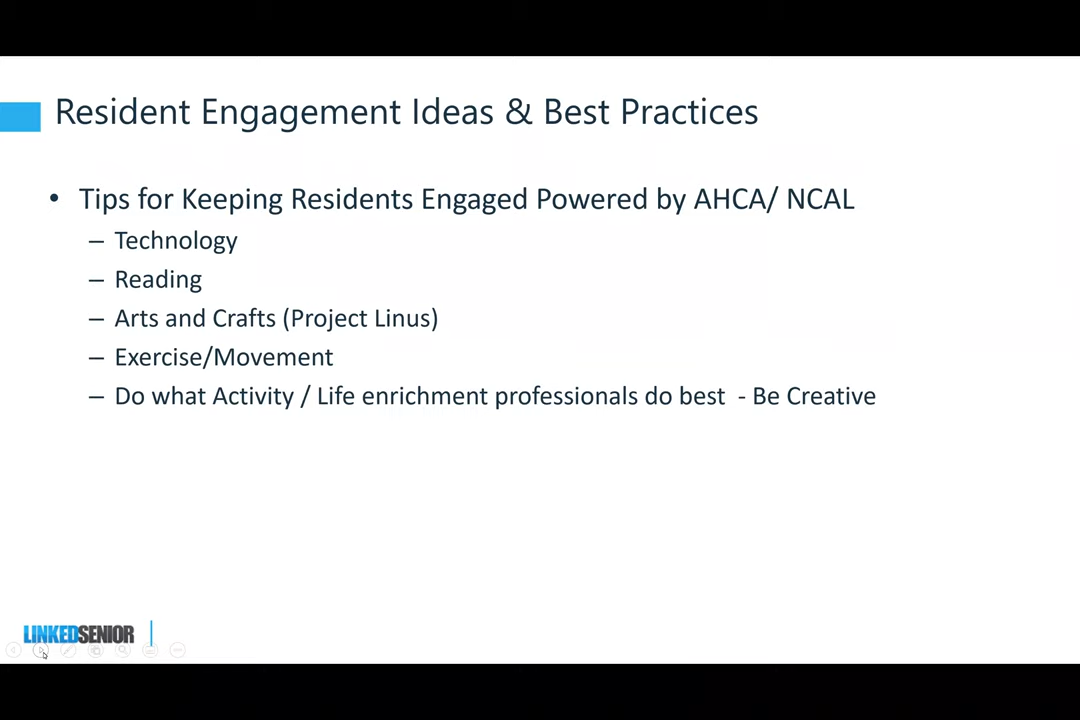 Resident Engagement Ideas & Best Practices
• Tips for Keeping Residents Engaged Powered by AHCA/ NCAL
– Technology
– Reading
– Arts and Crafts (Project Linus)
– Exercise/Movement
– Do what Activity / Life enrichment professionals do best - Be Creative
LINKEDSENIOR